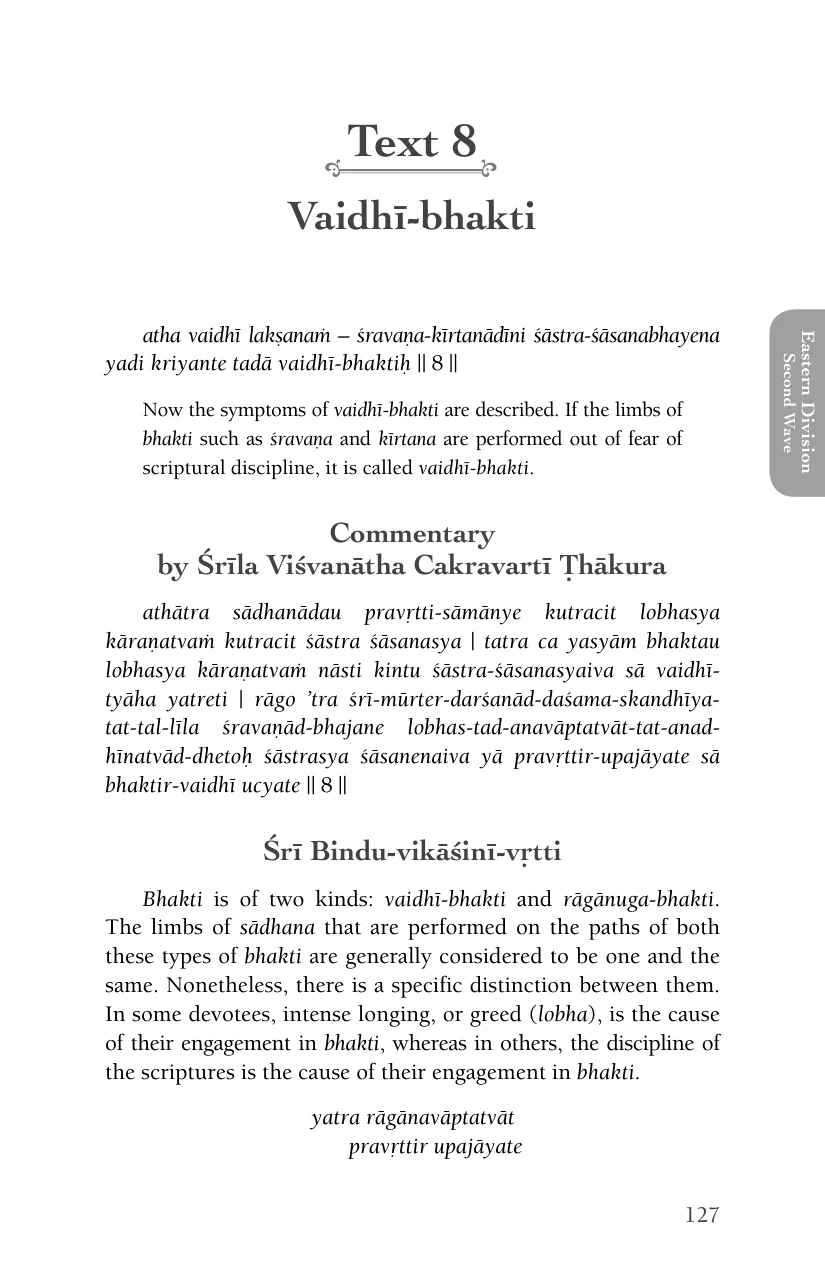 Text 8
Vaidhī-bhakti
atha vaidhī lakṣanaṁ – śravaṇa-kīrtanādīni śāstra-śāsanabhayena
yadi kriyante tadā vaidhī-bhaktiḥ || 8 ||
Now the symptoms of vaidhī-bhakti are described. If the limbs of
bhakti such as śravaṇa and kīrtana are performed out of fear of
scriptural discipline, it is called vaidhī-bhakti.
Eastern Division
Second Wave
Commentary
by Śrīla Viśvanātha Cakravartī Ṭhākura
athātra sādhanādau pravṛtti-sāmānye kutracit lobhasya
kāraṇatvaṁ kutracit śāstra śāsanasya | tatra ca yasyām bhaktau
lobhasya kāraṇatvaṁ nāsti kintu śāstra-śāsanasyaiva sā vaidhī-
tyāha yatreti | rāgo ’tra śrī-mūrter-darśanād-daśama-skandhīya-
tat-tal-līla śravaṇād-bhajane lobhas-tad-anavāptatvāt-tat-anad-
hīnatvād-dhetoḥ śāstrasya śāsanenaiva yā pravṛttir-upajāyate sā
bhaktir-vaidhī ucyate || 8 ||
Śrī Bindu-vikāśinī-vṛtti
Bhakti is of two kinds: vaidhī-bhakti and rāgānuga-bhakti.
The limbs of sādhana that are performed on the paths of both
these types of bhakti are generally considered to be one and the
same. Nonetheless, there is a specific distinction between them.
In some devotees, intense longing, or greed (lobha), is the cause
of their engagement in bhakti, whereas in others, the discipline of
the scriptures is the cause of their engagement in bhakti.
yatra rāgānavāptatvāt
pravṛttir upajāyate
127